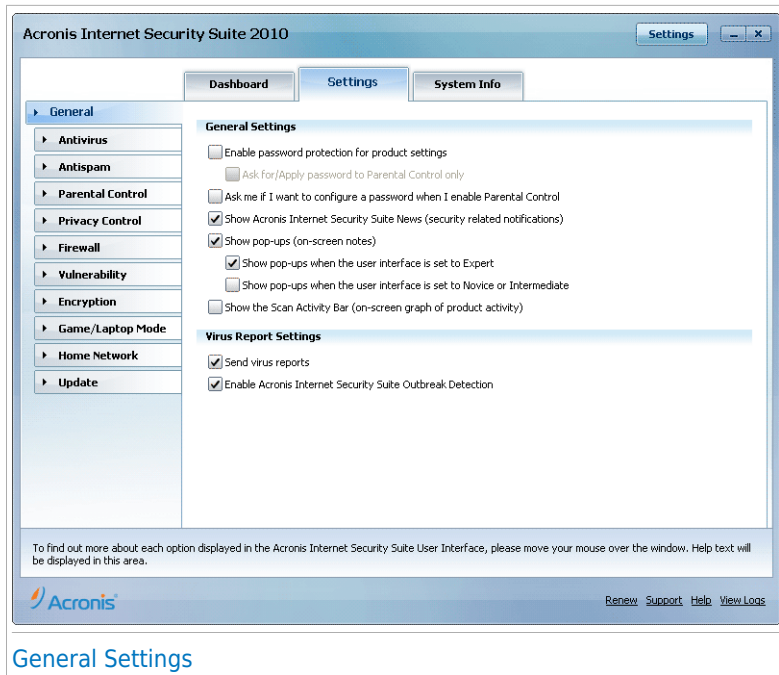 Acronis Internet Security Suite 2010
Settings
Dashboard
Settings
System Info
General
Antivirus
Antispam
Parental Control
Privacy Control
Firewall
Vulnerability
Encryption
Game/Laptop Mode
Home Network
Update
General Settings
Enable password protection for product settings
Ask for/Apply password to Parental Control only
Ask me if I want to configure a password when I enable Parental Control
Show Acronis Internet Security Suite News (security related notifications)
Show pop-ups (on-screen notes)
Show pop-ups when the user interface is set to Expert
Show pop-ups when the user interface is set to Novice or Intermediate
Show the Scan Activity Bar (on-screen graph of product activity)
Virus Report Settings
Send virus reports
Enable Acronis Internet Security Suite Outbreak Detection
To find out more about each option displayed in the Acronis Internet Security Suite User Interface, please move your mouse over the window. Help text will
be displayed in this area.
Acronis
Renew Support Help View Logs
General Settings